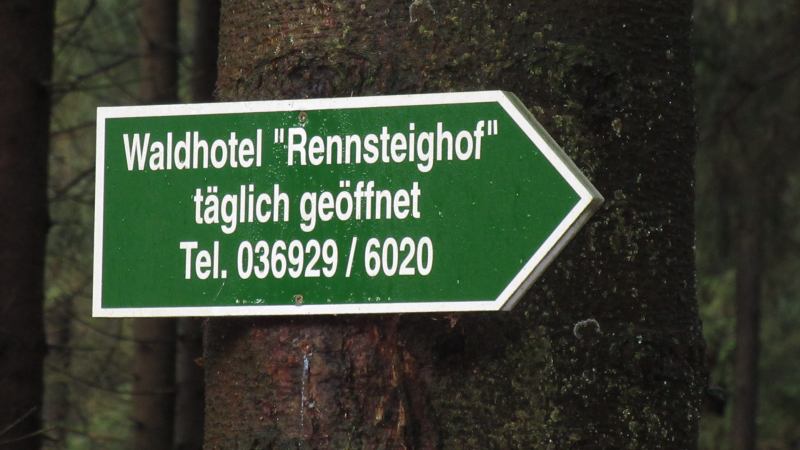 Waldhotel "Rennsteighof"
täglich geöffnet
Tel. 036929 / 6020